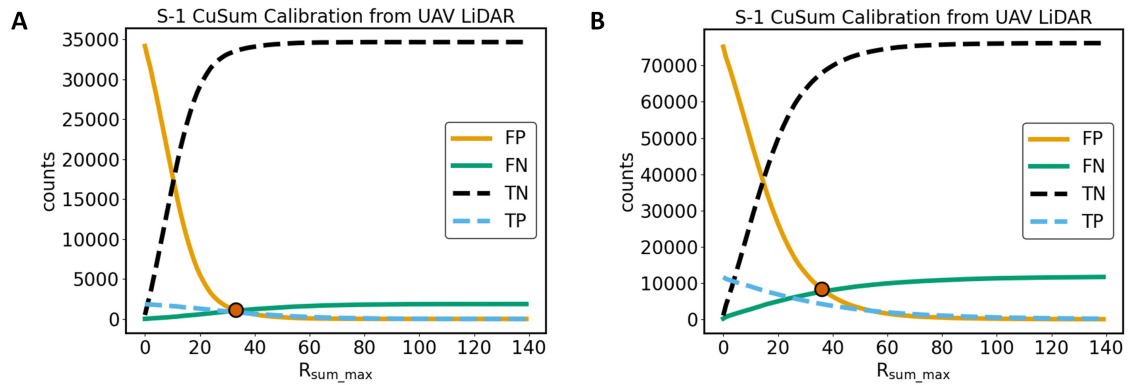 A
S-1 CuSum Calibration from UAV LiDAR
35000
30000
25000
20000
15000
10000
5000
0
counts
FP
FN
TN
TP
0 20 40 60 80 100 120 140
R_sum_max
B
S-1 CuSum Calibration from UAV LiDAR
70000
60000
50000
40000
30000
20000
10000
0
counts
FP
FN
TN
TP
0 20 40 60 80 100 120 140
R_sum_max